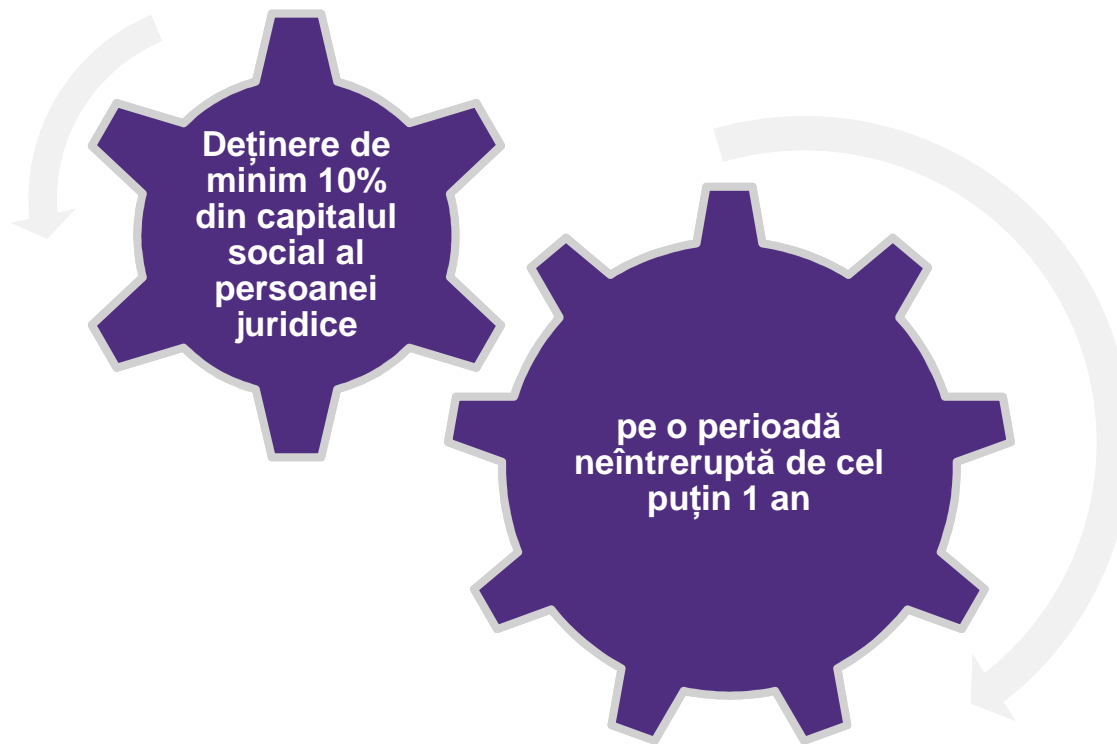 Deținere de
minim 10%
din capitalul
social al
persoanei
juridice
pe o perioadă
neîntreruptă de cel
puțin 1 an